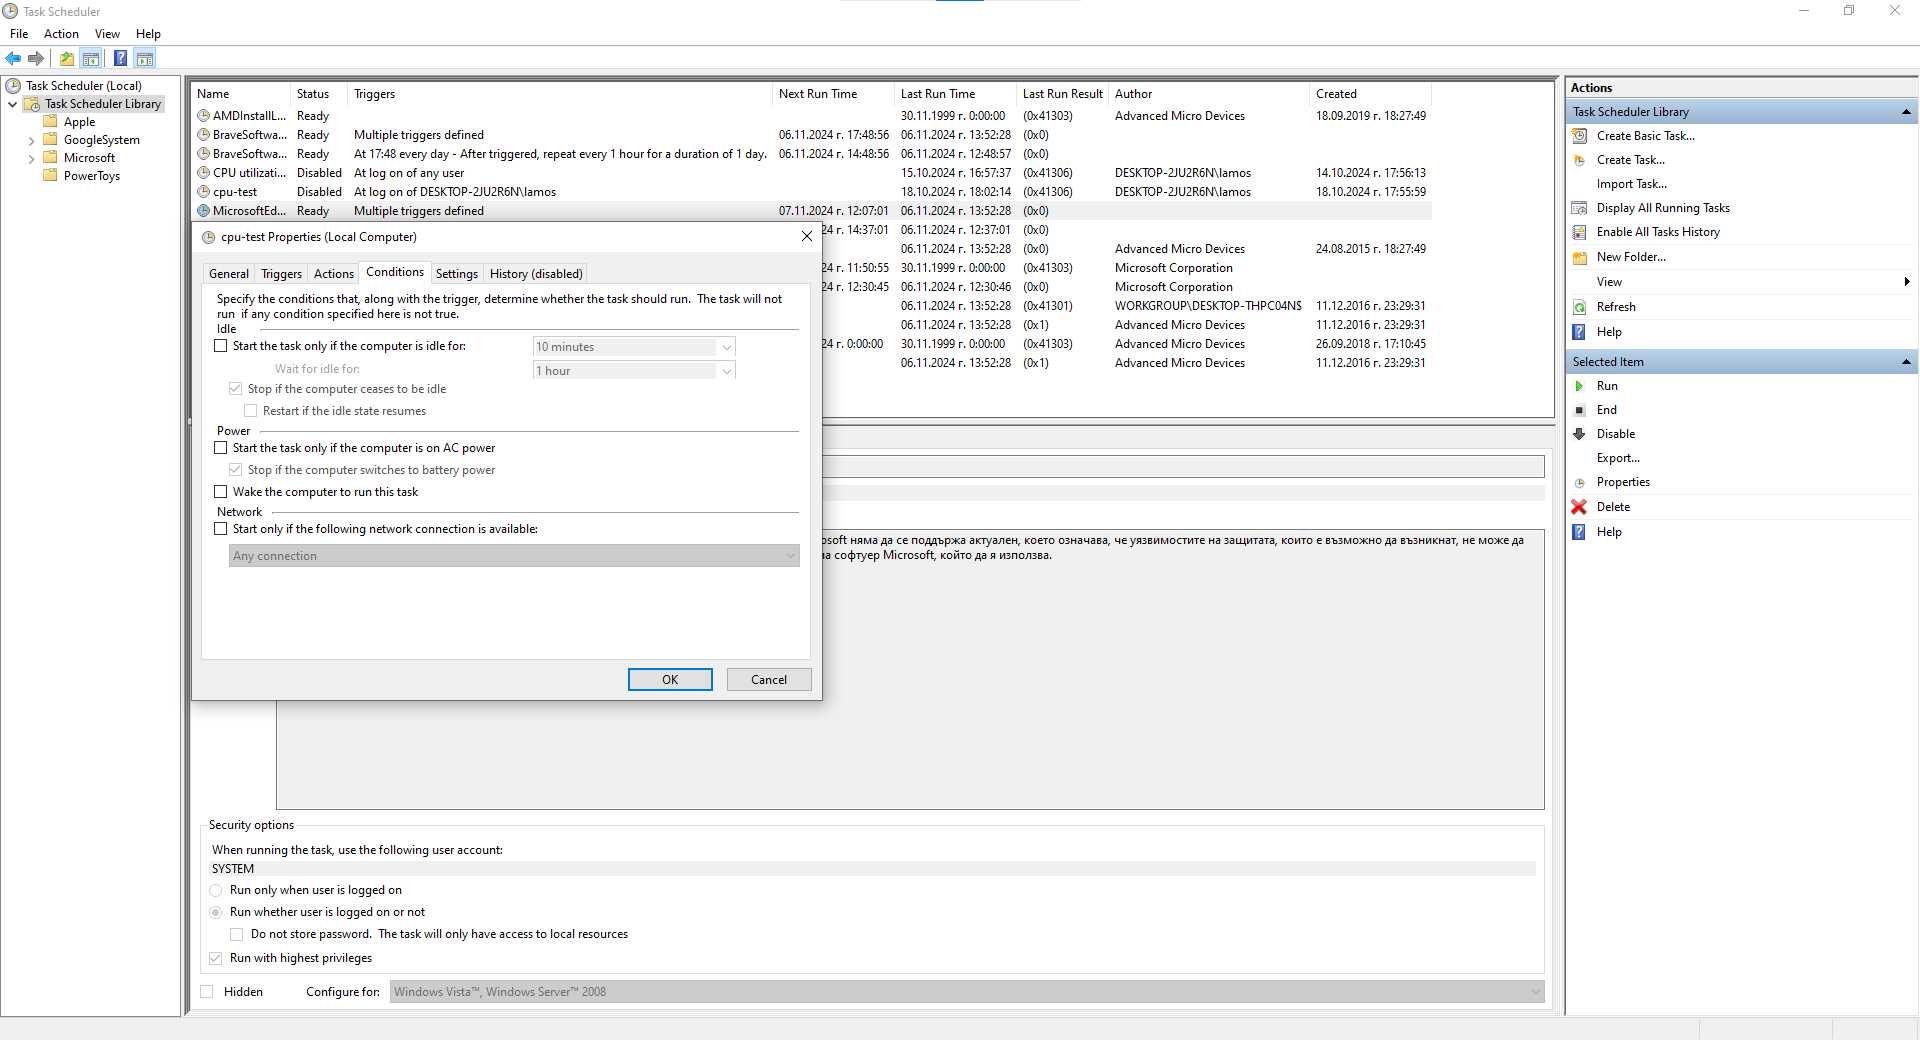 Task Scheduler
File Action View Help
Task Scheduler (Local)
Task Scheduler Library
Apple
GoogleSystem
Microsoft
PowerToys
Name Status Triggers Next Run Time Last Run Time Last Run Result Author Created
AMDInstallL... Ready 30.11.1999 г. 0:00:00 (0x41303) Advanced Micro Devices 18.09.2019 г. 18:27:49
BraveSoftwa... Ready Multiple triggers defined 06.11.2024 г. 17:48:56 06.11.2024 г. 13:52:28 (0x0)
BraveSoftwa... Ready At 17:48 every day - After triggered, repeat every 1 hour for a duration of 1 day. 06.11.2024 г. 14:48:56 06.11.2024 г. 12:48:57 (0x0)
CPU utilizati... Disabled At log on of any user 15.10.2024 г. 16:57:37 (0x41306) DESKTOP-2JU2R6N\lamos 14.10.2024 г. 17:56:13
cpu-test Disabled At log on of DESKTOP-2JU2R6N\lamos 18.10.2024 г. 18:02:14 (0x41306) DESKTOP-2JU2R6N\lamos 18.10.2024 г. 17:55:59
MicrosoftEd... Ready Multiple triggers defined 07.11.2024 г. 12:07:01 06.11.2024 г. 13:52:28 (0x0)
24 г. 14:37:01 06.11.2024 г. 12:37:01 (0x0)
06.11.2024 г. 13:52:28 (0x0) Advanced Micro Devices 24.08.2015 г. 18:27:49
24 г. 11:50:55 30.11.1999 г. 0:00:00 (0x41303) Microsoft Corporation
24 г. 12:30:45 06.11.2024 г. 12:30:46 (0x0) Microsoft Corporation
06.11.2024 г. 13:52:28 (0x41301) WORKGROUP\DESKTOP-THPC04N$ 11.12.2016 г. 23:29:31
06.11.2024 г. 13:52:28 (0x1) Advanced Micro Devices 11.12.2016 г. 23:29:31
24 г. 0:00:00 30.11.1999 г. 0:00:00 (0x41303) Advanced Micro Devices 26.09.2018 г. 17:10:45
06.11.2024 г. 13:52:28 (0x1) Advanced Micro Devices 11.12.2016 г. 23:29:31
cpu-test Properties (Local Computer)
General Triggers Actions Conditions Settings History (disabled)
Specify the conditions that, along with the trigger, determine whether the task should run. The task will not
run if any condition specified here is not true.
Idle
Start the task only if the computer is idle for: 10 minutes
Wait for idle for: 1 hour
Stop if the computer ceases to be idle
Restart if the idle state resumes
Power
Start the task only if the computer is on AC power
Stop if the computer switches to battery power
Wake the computer to run this task
Network
Start only if the following network connection is available:
Any connection
OK Cancel
osoft няма да се поддържа актуален, което означава, че уязвимостите на защитата, които е възможно да възникнат, не може да
на софтуер Microsoft, който да я използва.
Security options
When running the task, use the following user account:
SYSTEM
Run only when user is logged on
Run whether user is logged on or not
Do not store password. The task will only have access to local resources
Run with highest privileges
Hidden Configure for: Windows Vista™, Windows Server™ 2008
Actions
Task Scheduler Library
Create Basic Task...
Create Task...
Import Task...
Display All Running Tasks
Enable All Tasks History
New Folder...
View
Refresh
Help
Selected Item
Run
End
Disable
Export...
Properties
Delete
Help